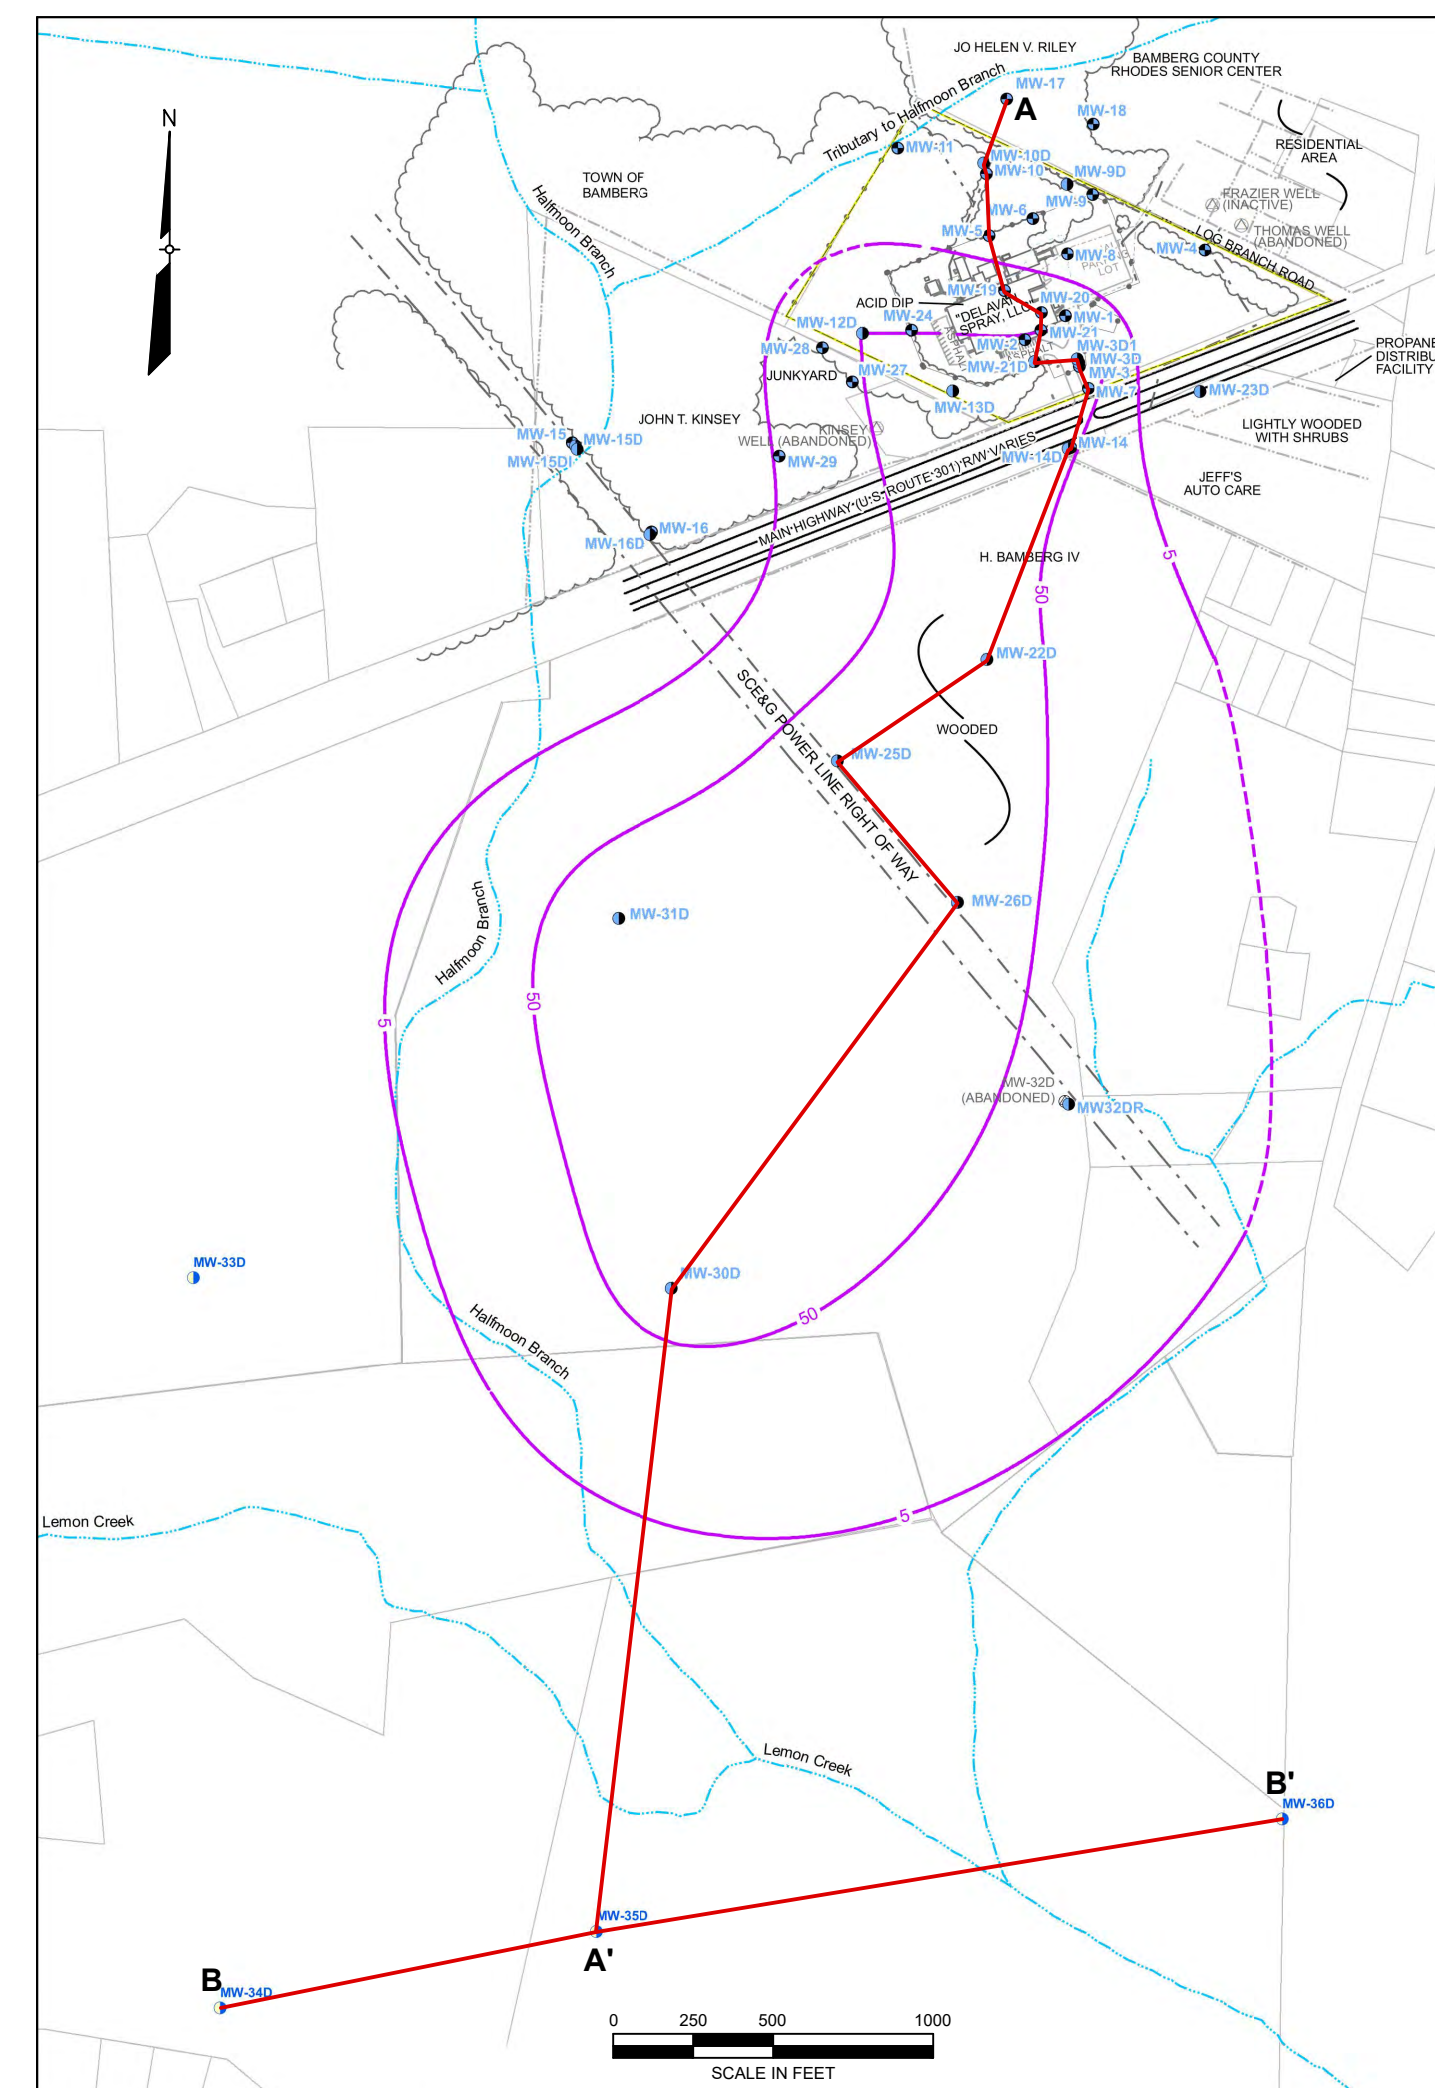 JO HELEN V. RILEY
BAMBERG COUNTY
RHODES SENIOR CENTER
MW-17
A
MW-18
N
Tributary to Halfmoon Branch
RESIDENTIAL
AREA
MW-11
MW-10D
MW-10
MW-9D
MW-9
TOWN OF
BAMBERG
Halfmoon Branch
FRAZIER WELL
(INACTIVE)
THOMAS WELL
(ABANDONED)
MW-6
MW-5
MW-8
MW-4
LOG BRANCH ROAD
LOT
MW-19
ACID DIP
"DELAVAN
SPRAY, LLC"
MW-20
MW-1
MW-12D
MW-24
MW-2
MW-21
ASPHALT
ASPHALT
MW-28
MW-21D
MW-3D1
MW-3D
MW-3
PROPANE
DISTRIBU
FACILITY
MW-27
JUNKYARD
MW-13D
MW-7
MW-23D
JOHN T. KINSEY
KINSEY
WELL (ABANDONED)
LIGHTLY WOODED
WITH SHRUBS
MW-15
MW-15D
MW-15DI
MW-29
MW-14
MW-14D
JEFF'S
AUTO CARE
MAIN HIGHWAY (U.S. ROUTE 301) R/W VARIES
MW-16
MW-16D
H. BAMBERG IV
5
50
MW-22D
SCE&G POWER LINE RIGHT OF WAY
WOODED
MW-25D
MW-26D
MW-31D
Halfmoon Branch
5
50
MW-32D
(ABANDONED)
MW32DR
MW-33D
MW-30D
Halfmoon Branch
50
5
Lemon Creek
Lemon Creek
B'
MW-36D
MW-35D
A'
B
MW-34D
0 250 500 1000
SCALE IN FEET